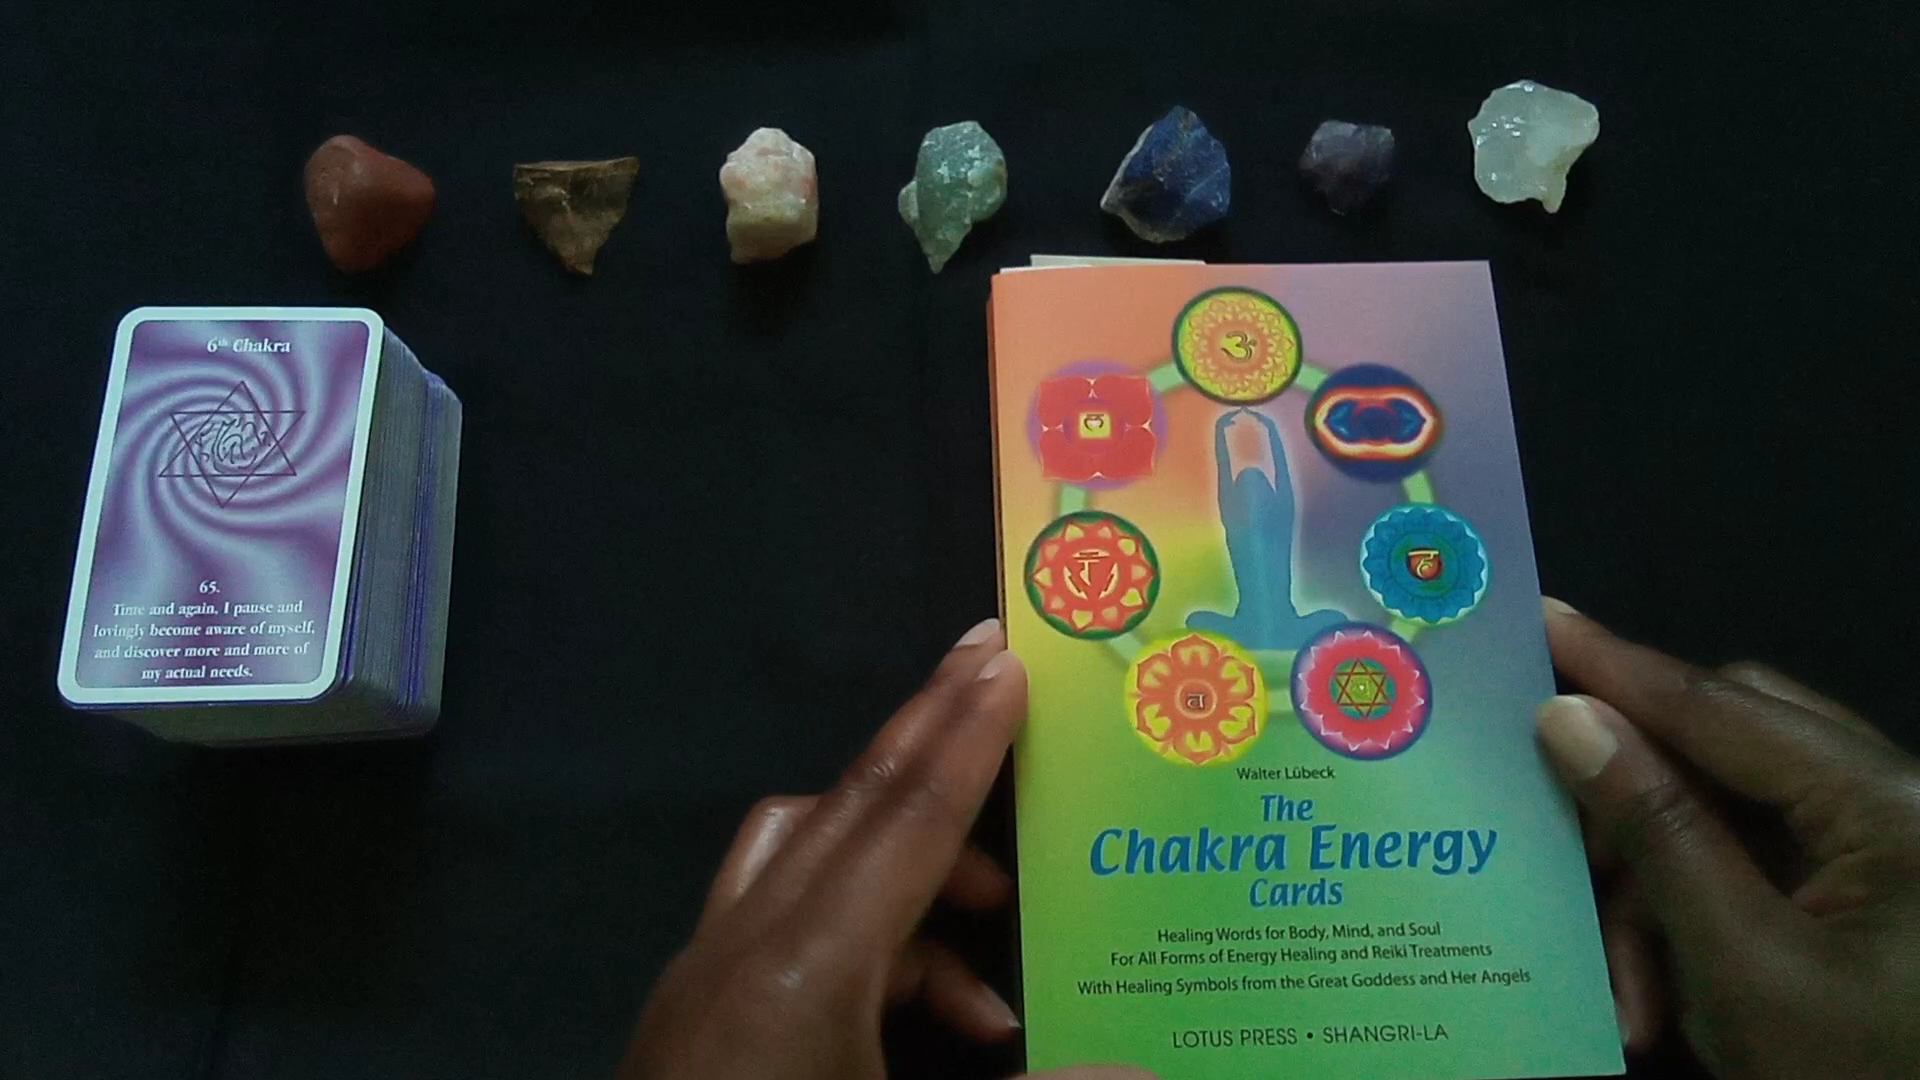 6th Chakra
65.
Time and again, I pause and
lovingly become aware of myself,
and discover more and more of
my actual needs.
ॐ
लं
रं
हं
वं
Walter Lübeck
The
Chakra Energy
Cards
Healing Words for Body, Mind, and Soul
For All Forms of Energy Healing and Reiki Treatments
With Healing Symbols from the Great Goddess and Her Angels
LOTUS PRESS • SHANGRI-LA